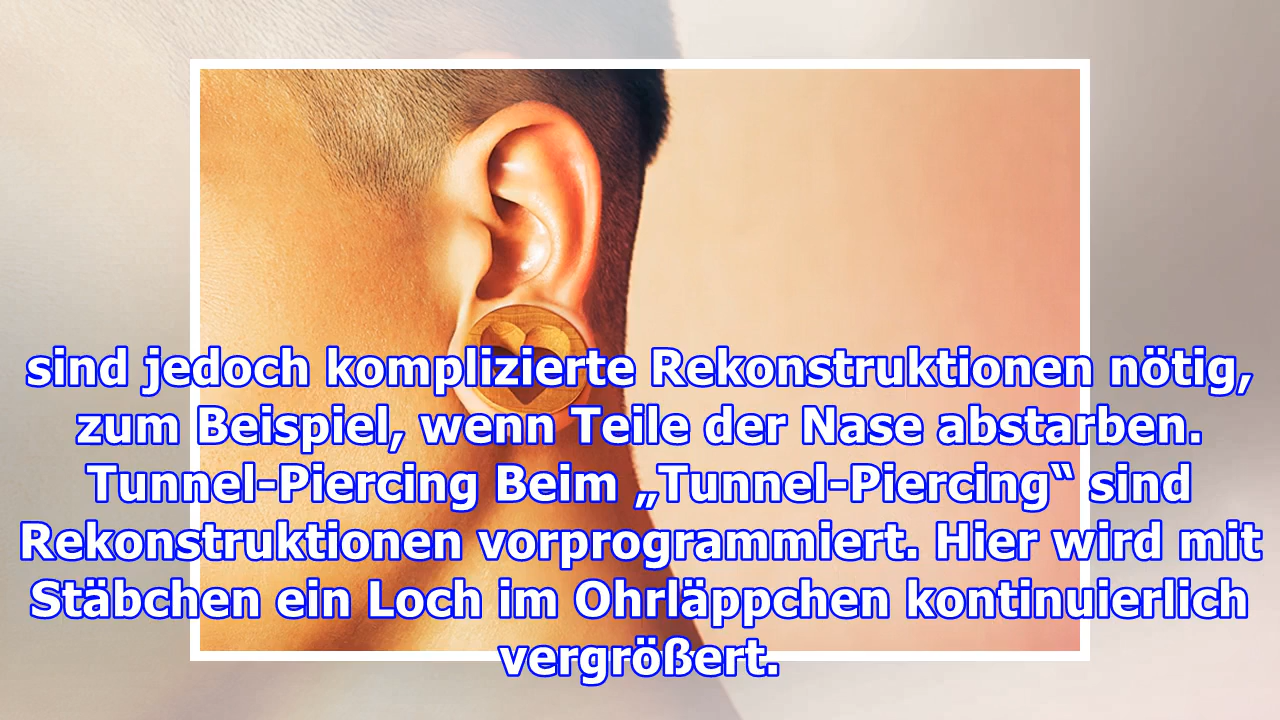 sind jedoch komplizierte Rekonstruktionen nötig,
zum Beispiel, wenn Teile der Nase abstarben.
Tunnel-Piercing Beim „Tunnel-Piercing“ sind
Rekonstruktionen vorprogrammiert. Hier wird mit
Stäbchen ein Loch im Ohrläppchen kontinuierlich
vergrößert.